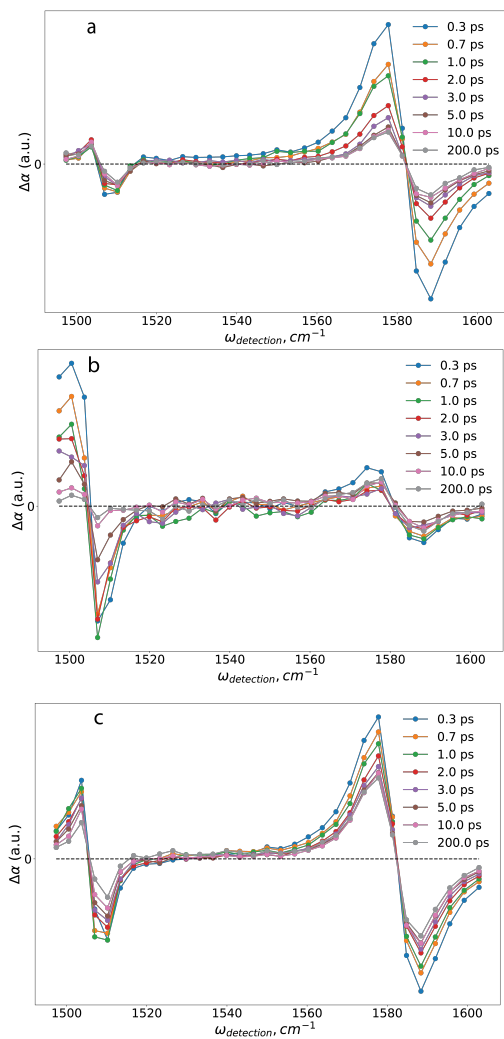 a
0.3 ps
0.7 ps
1.0 ps
2.0 ps
3.0 ps
5.0 ps
10.0 ps
200.0 ps
Δα (a.u.)
0
1500 1520 1540 1560 1580 1600
ω_detection, cm⁻¹
b
0.3 ps
0.7 ps
1.0 ps
2.0 ps
3.0 ps
5.0 ps
10.0 ps
200.0 ps
Δα (a.u.)
0
1500 1520 1540 1560 1580 1600
ω_detection, cm⁻¹
c
0.3 ps
0.7 ps
1.0 ps
2.0 ps
3.0 ps
5.0 ps
10.0 ps
200.0 ps
Δα (a.u.)
0
1500 1520 1540 1560 1580 1600
ω_detection, cm⁻¹